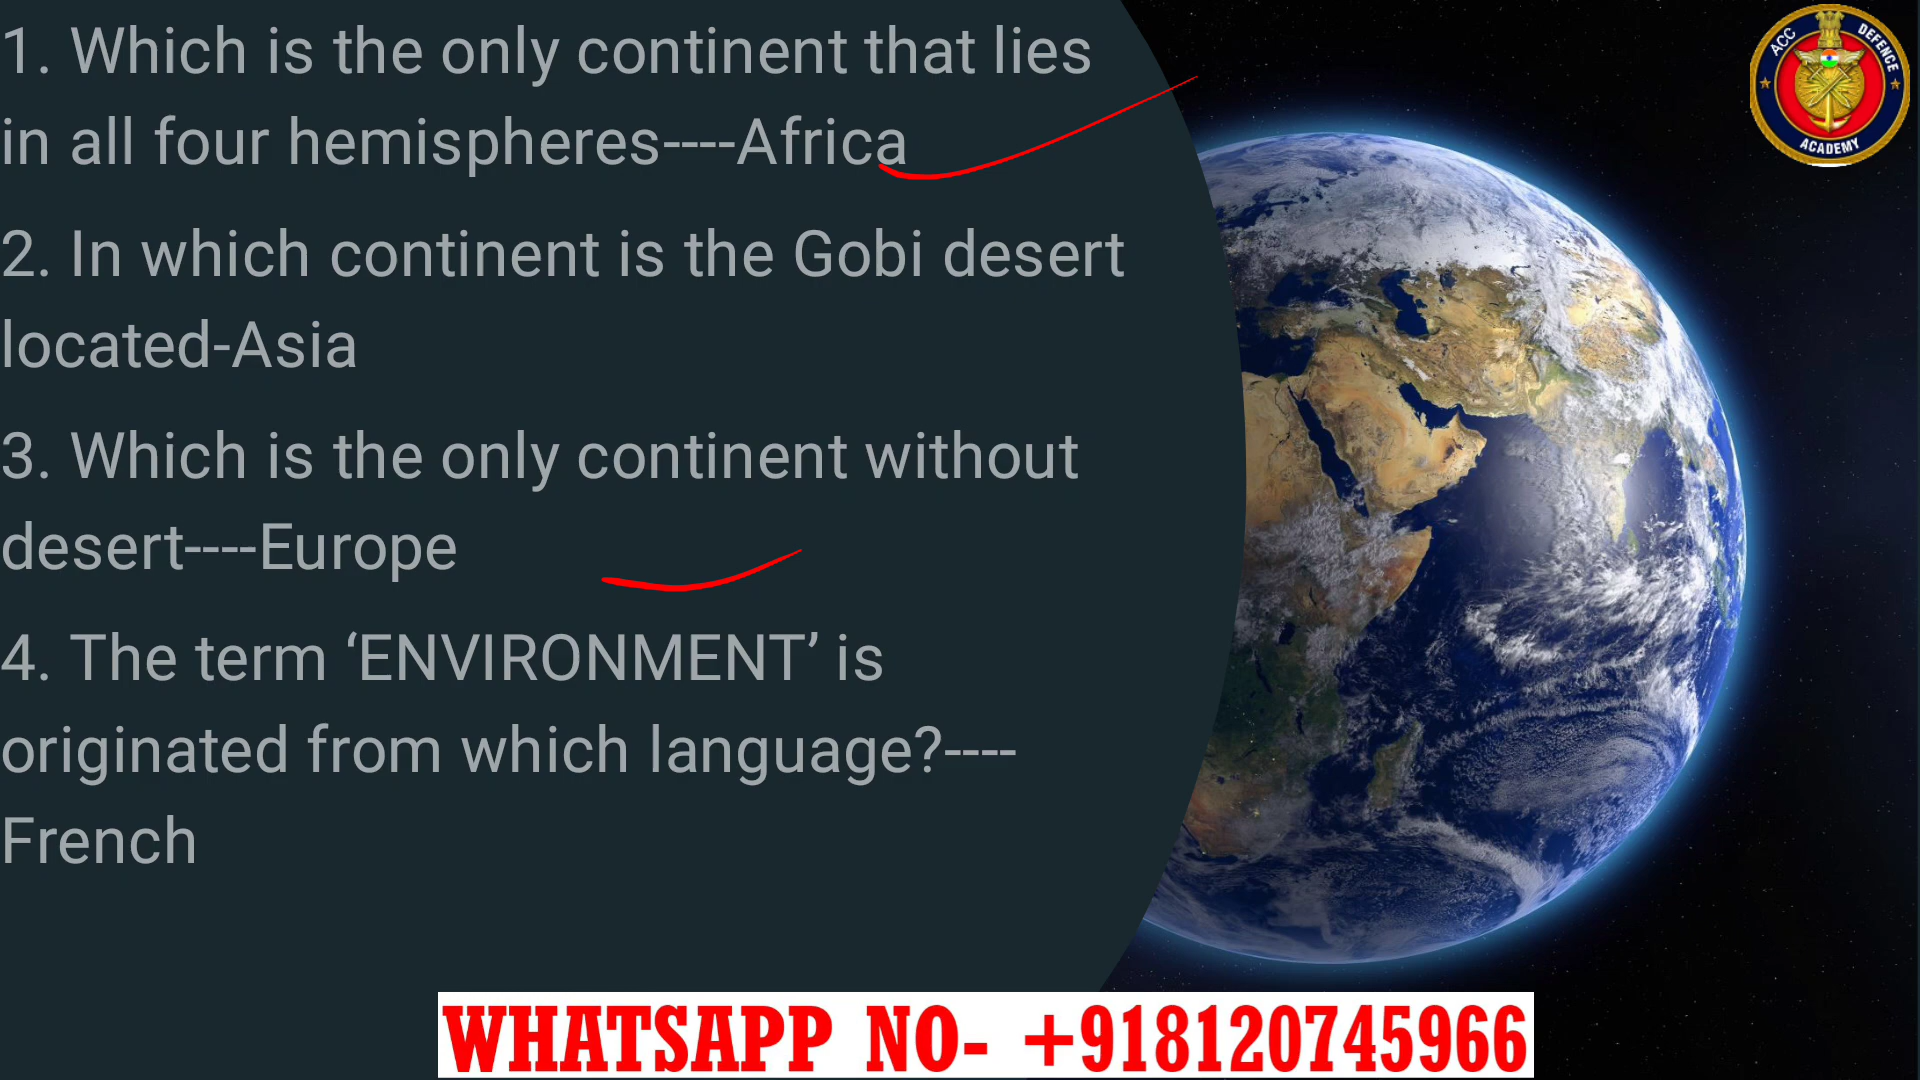 1. Which is the only continent that lies
in all four hemispheres----Africa
2. In which continent is the Gobi desert
located-Asia
3. Which is the only continent without
desert----Europe
4. The term ‘ENVIRONMENT’ is
originated from which language?----
French
ACC DEFENCE
ACADEMY
WHATSAPP NO- +918120745966